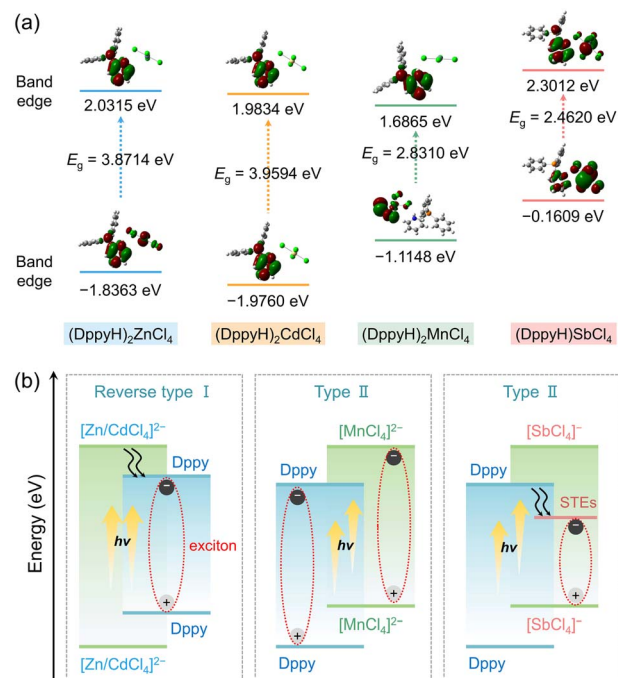 (a)
Band
edge
2.0315 eV
1.9834 eV
1.6865 eV
2.3012 eV
Eg = 3.8714 eV
Eg = 3.9594 eV
Eg = 2.8310 eV
Eg = 2.4620 eV
Band
edge
−1.8363 eV
−1.9760 eV
−1.1148 eV
−0.1609 eV
(DppyH)₂ZnCl₄
(DppyH)₂CdCl₄
(DppyH)₂MnCl₄
(DppyH)SbCl₄
(b)
Energy (eV)
Reverse type Ⅰ
[Zn/CdCl₄]²⁻
Dppy
−
hv
exciton
+
Dppy
[Zn/CdCl₄]²⁻
Type Ⅱ
[MnCl₄]²⁻
−
Dppy
−
hv
+
[MnCl₄]²⁻
+
Dppy
Type Ⅱ
[SbCl₄]⁻
Dppy
STEs
−
hv
+
[SbCl₄]⁻
Dppy